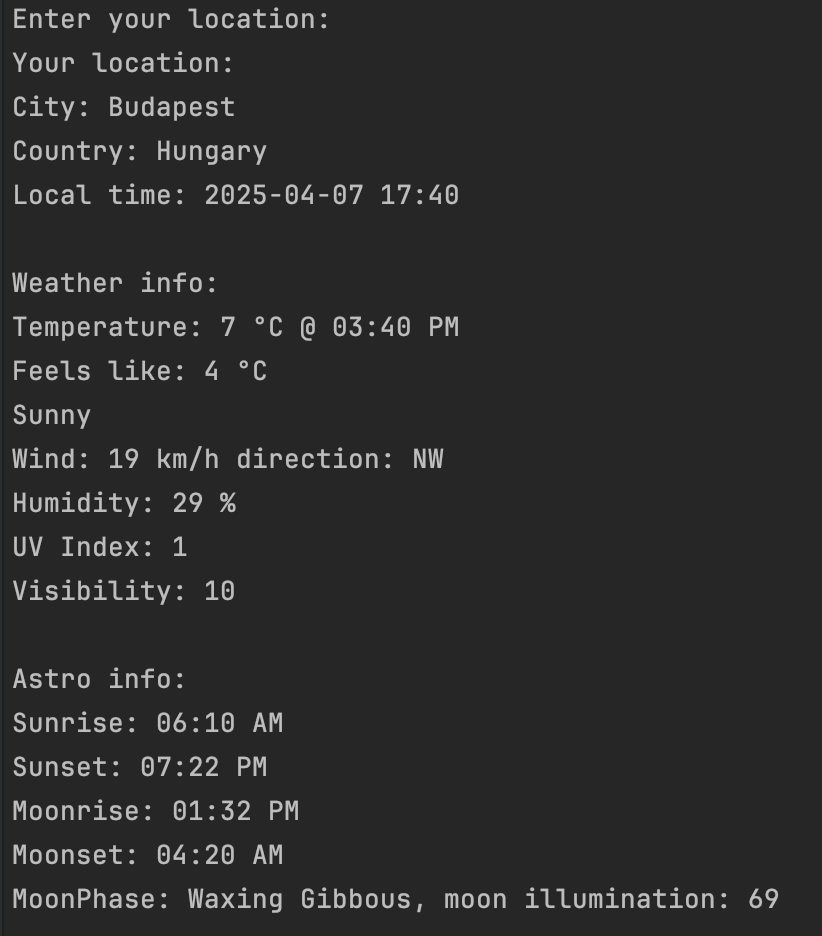 Enter your location:
Your location:
City: Budapest
Country: Hungary
Local time: 2025-04-07 17:40
Weather info:
Temperature: 7 °C @ 03:40 PM
Feels like: 4 °C
Sunny
Wind: 19 km/h direction: NW
Humidity: 29 %
UV Index: 1
Visibility: 10
Astro info:
Sunrise: 06:10 AM
Sunset: 07:22 PM
Moonrise: 01:32 PM
Moonset: 04:20 AM
MoonPhase: Waxing Gibbous, moon illumination: 69